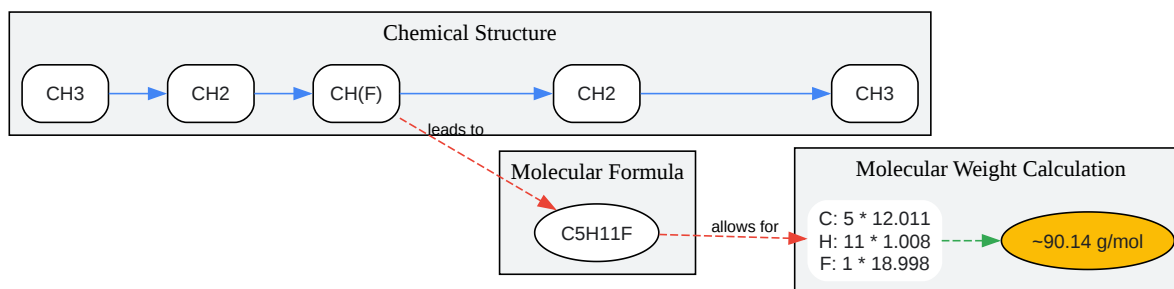 Chemical Structure
CH3
CH2
CH(F)
CH2
CH3
leads to
Molecular Formula
C5H11F
allows for
Molecular Weight Calculation
C: 5 * 12.011
H: 11 * 1.008
F: 1 * 18.998
~90.14 g/mol